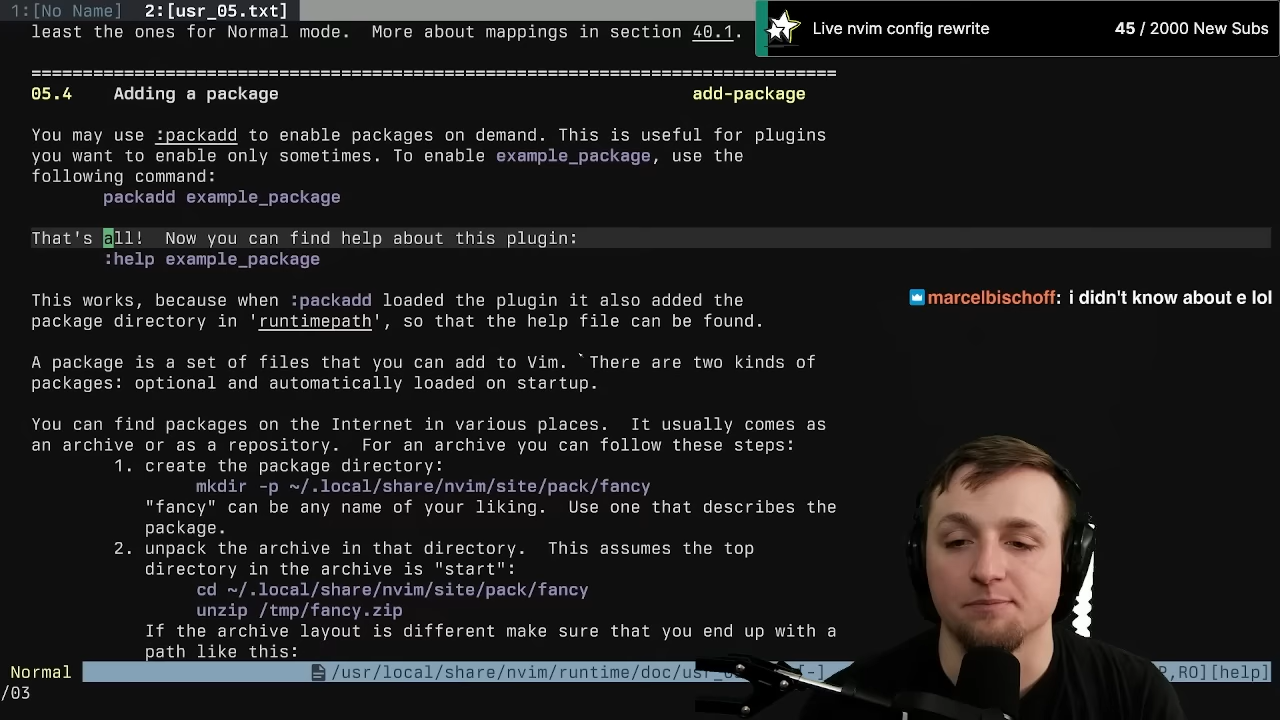 1:[No Name]  2:[usr_05.txt]
Live nvim config rewrite 45 / 2000 New Subs
least the ones for Normal mode.  More about mappings in section 40.1.
==============================================================================
05.4    Adding a package                                        add-package
You may use :packadd to enable packages on demand. This is useful for plugins
you want to enable only sometimes. To enable example_package, use the
following command:
packadd example_package
That's all!  Now you can find help about this plugin:
:help example_package
This works, because when :packadd loaded the plugin it also added the
package directory in 'runtimepath', so that the help file can be found.
marcelbischoff: i didn't know about e lol
A package is a set of files that you can add to Vim. `There are two kinds of
packages: optional and automatically loaded on startup.
You can find packages on the Internet in various places.  It usually comes as
an archive or as a repository.  For an archive you can follow these steps:
1. create the package directory:
mkdir -p ~/.local/share/nvim/site/pack/fancy
"fancy" can be any name of your liking.  Use one that describes the
package.
2. unpack the archive in that directory.  This assumes the top
directory in the archive is "start":
cd ~/.local/share/nvim/site/pack/fancy
unzip /tmp/fancy.zip
If the archive layout is different make sure that you end up with a
path like this:
Normal /usr/local/share/nvim/runtime/doc/ [-] ,RO][help]
/03